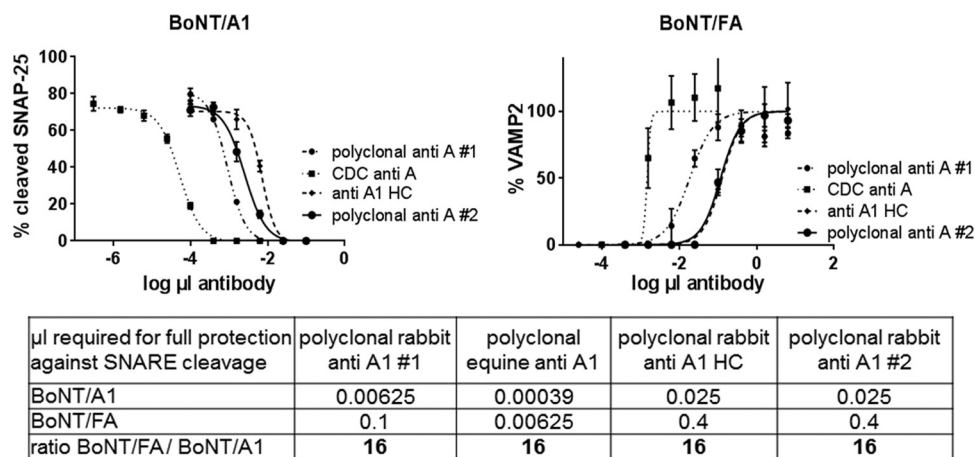 BoNT/A1
% cleaved SNAP-25
100
80
60
40
20
0
-6
-4
-2
0
log µl antibody
polyclonal anti A #1
CDC anti A
anti A1 HC
polyclonal anti A #2
BoNT/FA
% VAMP2
100
50
0
-4
-2
0
2
log µl antibody
polyclonal anti A #1
CDC anti A
anti A1 HC
polyclonal anti A #2
µl required for full protection
against SNARE cleavage
polyclonal rabbit
anti A1 #1
polyclonal
equine anti A1
polyclonal rabbit
anti A1 HC
polyclonal rabbit
anti A1 #2
BoNT/A1 0.00625 0.00039 0.025 0.025
BoNT/FA 0.1 0.00625 0.4 0.4
ratio BoNT/FA/ BoNT/A1 16 16 16 16